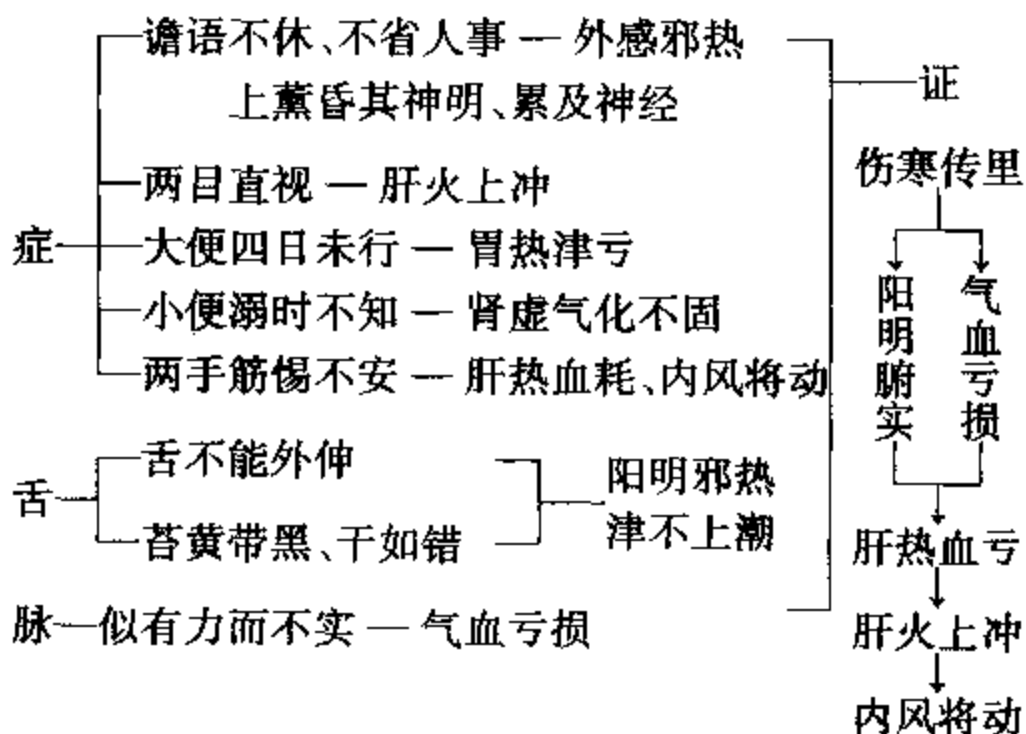 谵语不休、不省人事 — 外感邪热
上薰昏其神明、累及神经
两目直视 — 肝火上冲
症
大便四日未行 — 胃热津亏
小便溺时不知 — 肾虚气化不固
两手筋惕不安 — 肝热血耗、内风将动
舌
舌不能外伸
苔黄带黑、干如错
阳明邪热
津不上潮
脉 — 似有力而不实 — 气血亏损
证
伤寒传里
阳明腑实
气血亏损
肝热血亏
肝火上冲
内风将动